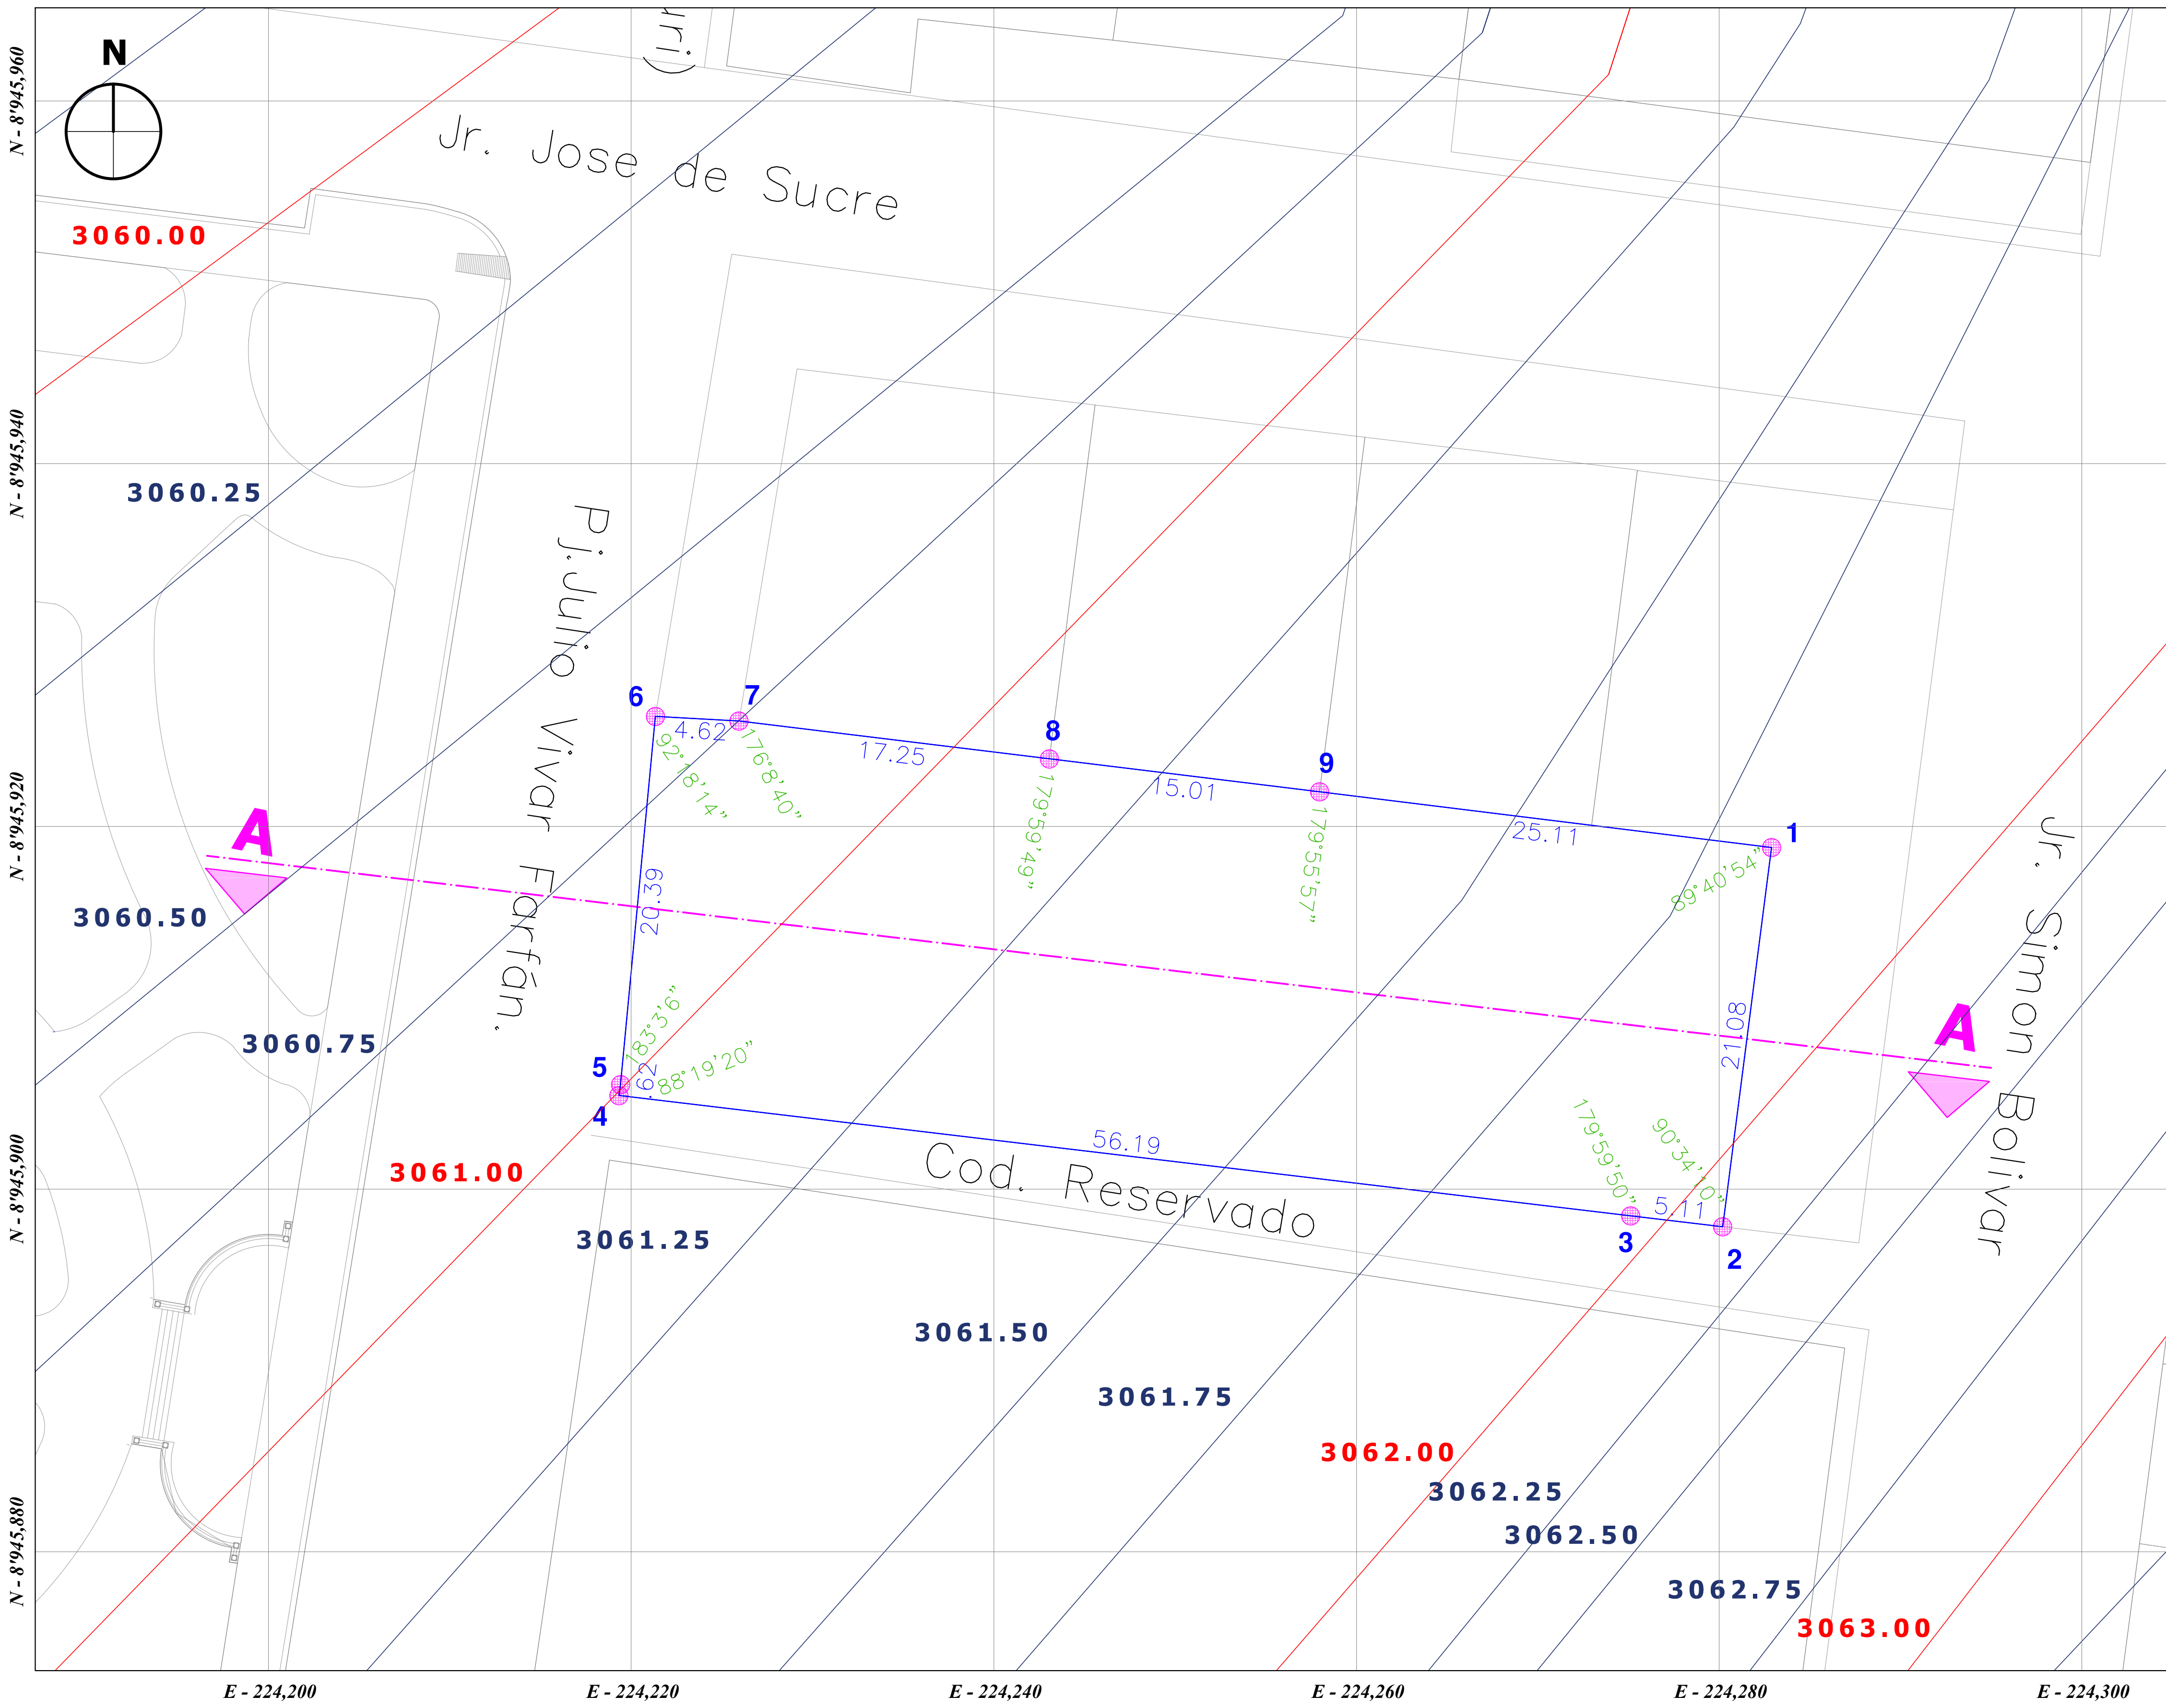 N
N - 8'945,960
N - 8'945,940
N - 8'945,920
N - 8'945,900
N - 8'945,880
rri)
Jr. Jose de Sucre
3060.00
3060.25
3060.50
3060.75
3061.00
3061.25
3061.50
3061.75
3062.00
3062.25
3062.50
3062.75
3063.00
Pj.Julio Vivar Farfán.
Jr. Simon Bolivar
Cod. Reservado
A
A
6
7
8
9
1
5
4
3
2
4.62
17.25
15.01
25.11
20.39
.62
56.19
5.11
21.08
92°18'14"
176°8'40"
179°59'49"
179°55'57"
89°40'54"
183°3'6"
88°19'20"
179°59'50"
90°34'10"
E - 224,200
E - 224,220
E - 224,240
E - 224,260
E - 224,280
E - 224,300